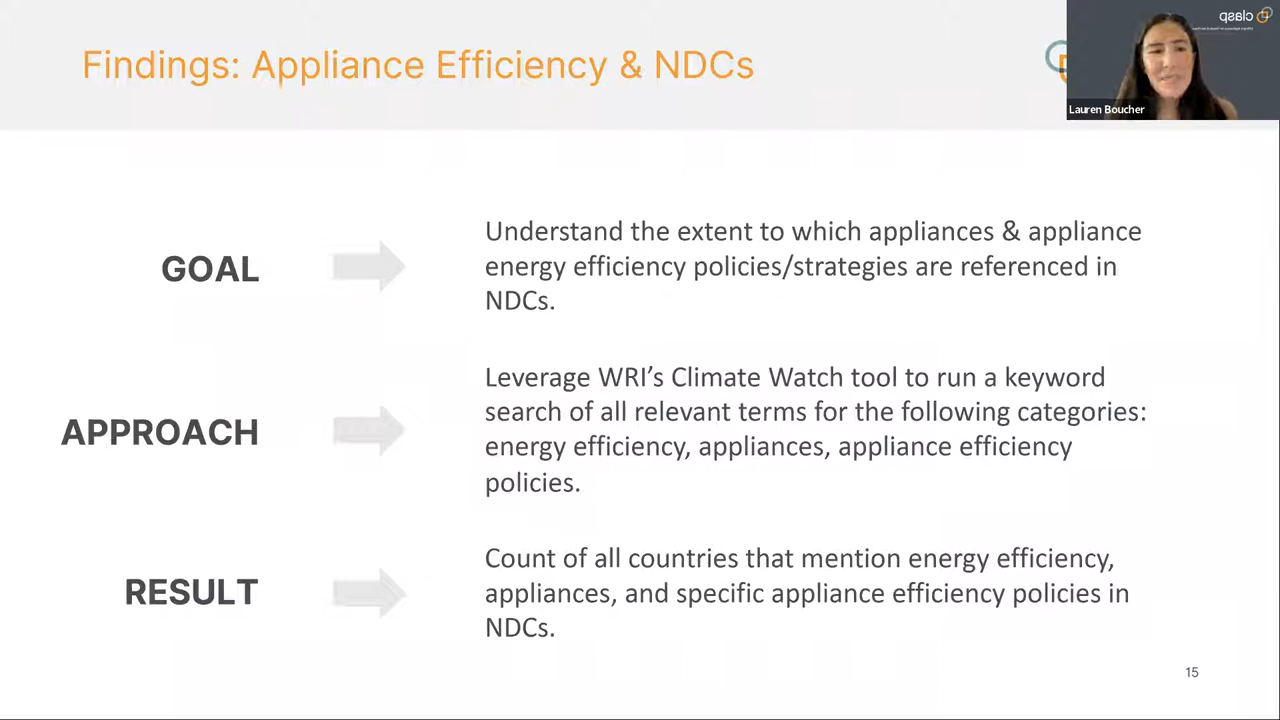 Findings: Appliance Efficiency & NDCs
clasp
Lauren Boucher
GOAL
Understand the extent to which appliances & appliance
energy efficiency policies/strategies are referenced in
NDCs.
APPROACH
Leverage WRI’s Climate Watch tool to run a keyword
search of all relevant terms for the following categories:
energy efficiency, appliances, appliance efficiency
policies.
RESULT
Count of all countries that mention energy efficiency,
appliances, and specific appliance efficiency policies in
NDCs.
15